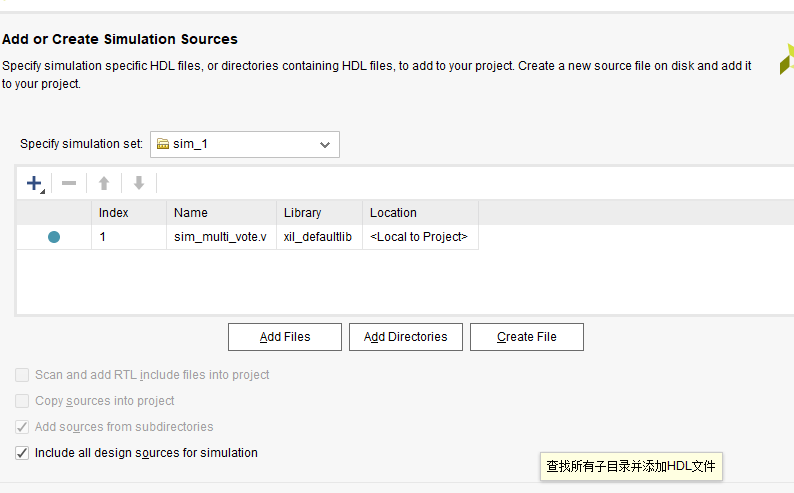 Add or Create Simulation Sources
Specify simulation specific HDL files, or directories containing HDL files, to add to your project. Create a new source file on disk and add it
to your project.
Specify simulation set: sim_1
Index Name Library Location
1 sim_multi_vote.v xil_defaultlib <Local to Project>
Add Files Add Directories Create File
Scan and add RTL include files into project
Copy sources into project
Add sources from subdirectories
Include all design sources for simulation
查找所有子目录并添加HDL文件